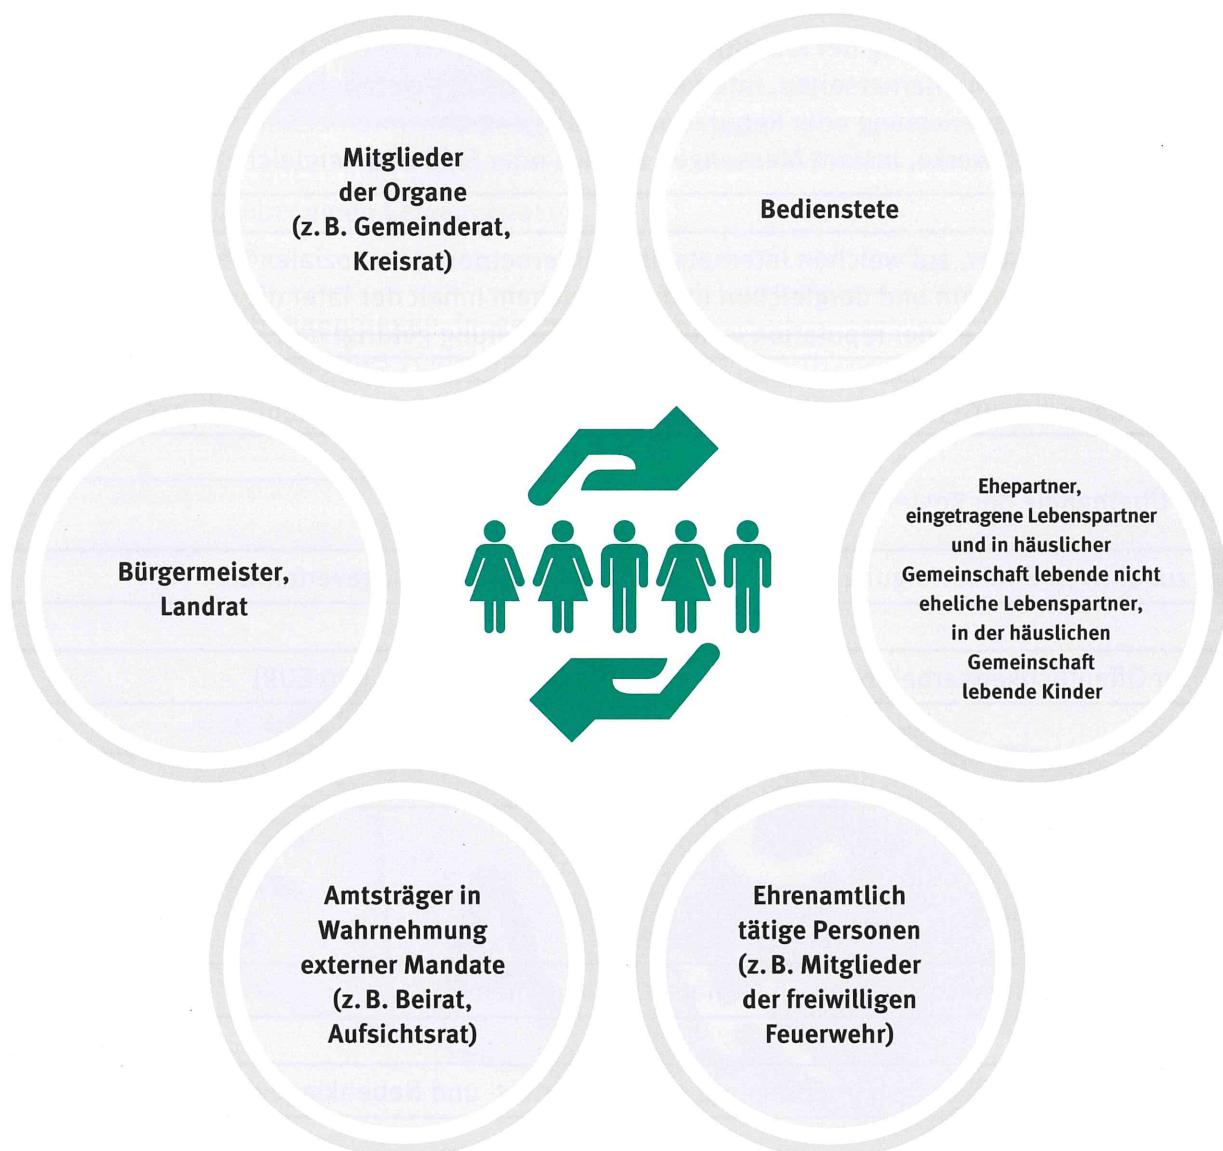 Mitglieder
der Organe
(z. B. Gemeinderat,
Kreisrat)
Bedienstete
Bürgermeister,
Landrat
Ehepartner,
eingetragene Lebenspartner
und in häuslicher
Gemeinschaft lebende nicht
eheliche Lebenspartner,
in der häuslichen
Gemeinschaft
lebende Kinder
Amtsträger in
Wahrnehmung
externer Mandate
(z. B. Beirat,
Aufsichtsrat)
Ehrenamtlich
tätige Personen
(z. B. Mitglieder
der freiwilligen
Feuerwehr)